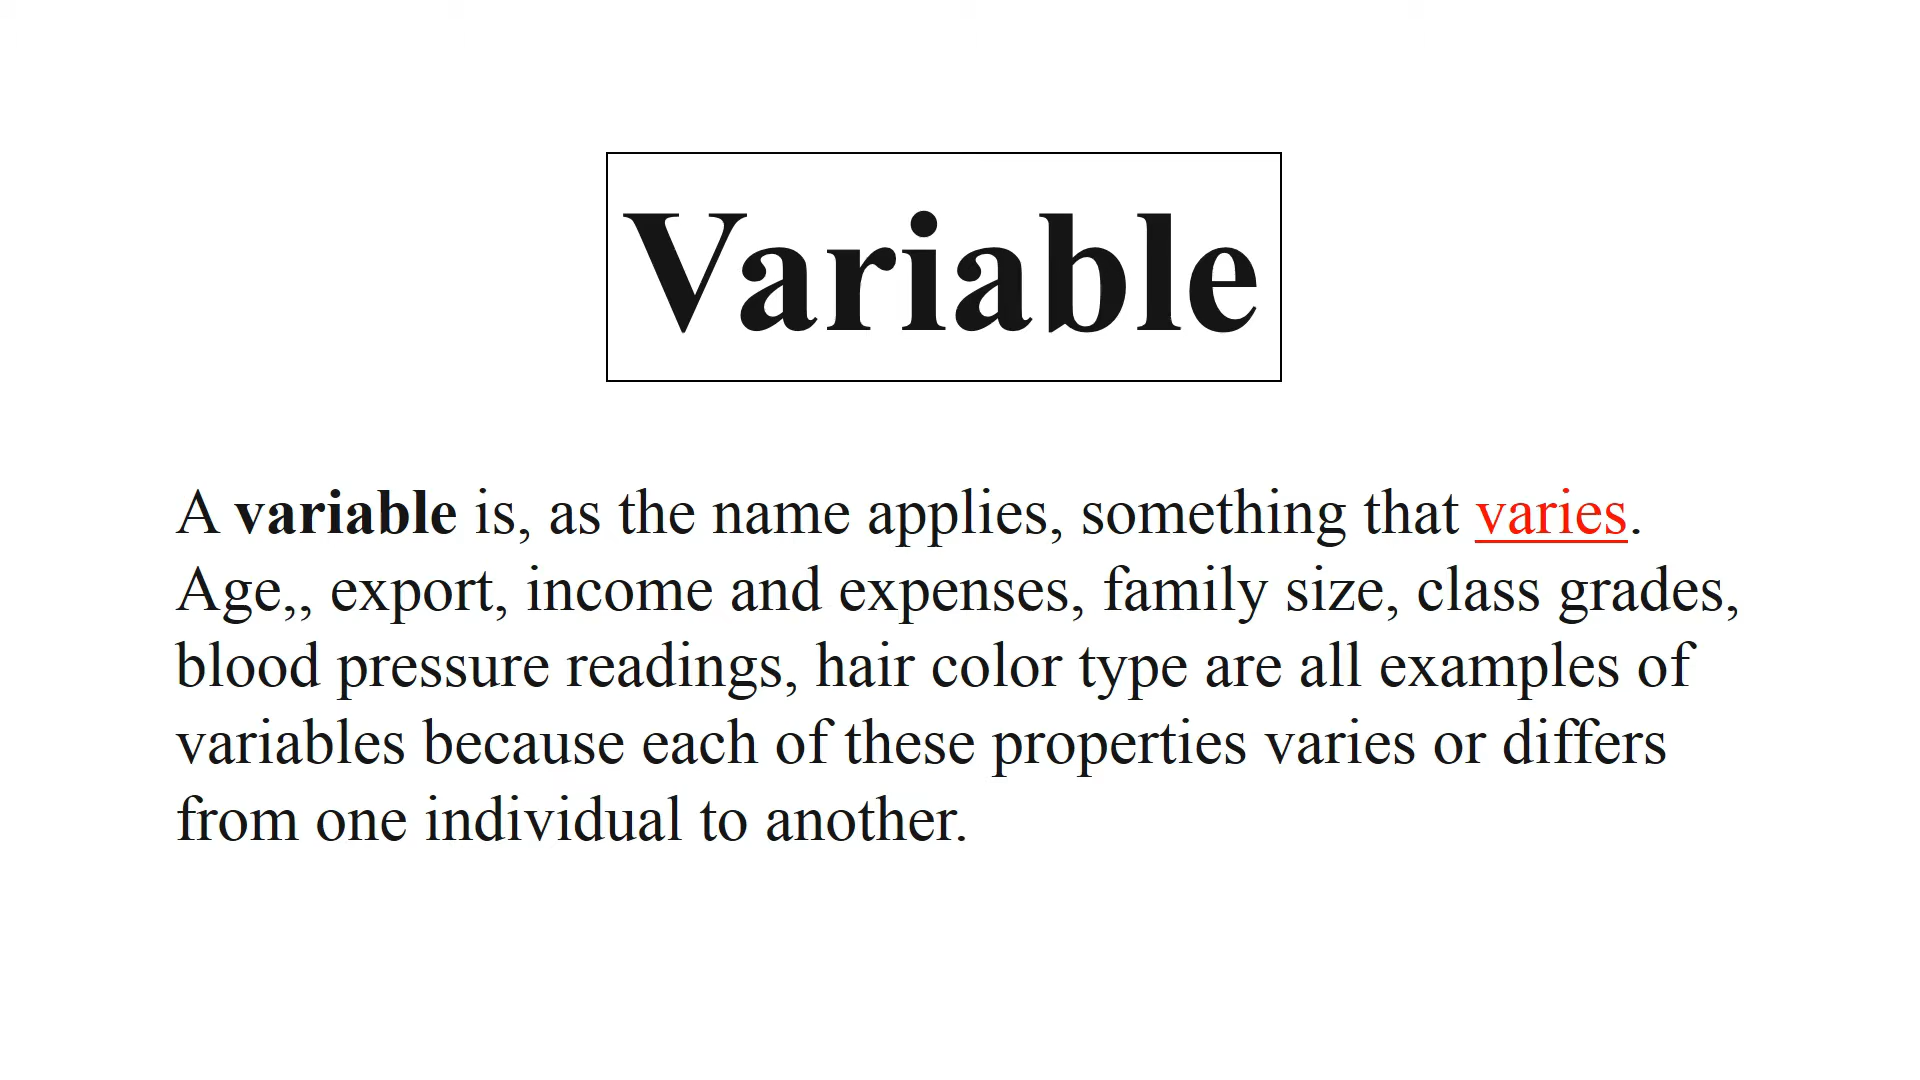 Variable
A variable is, as the name applies, something that varies.
Age,, export, income and expenses, family size, class grades,
blood pressure readings, hair color type are all examples of
variables because each of these properties varies or differs
from one individual to another.